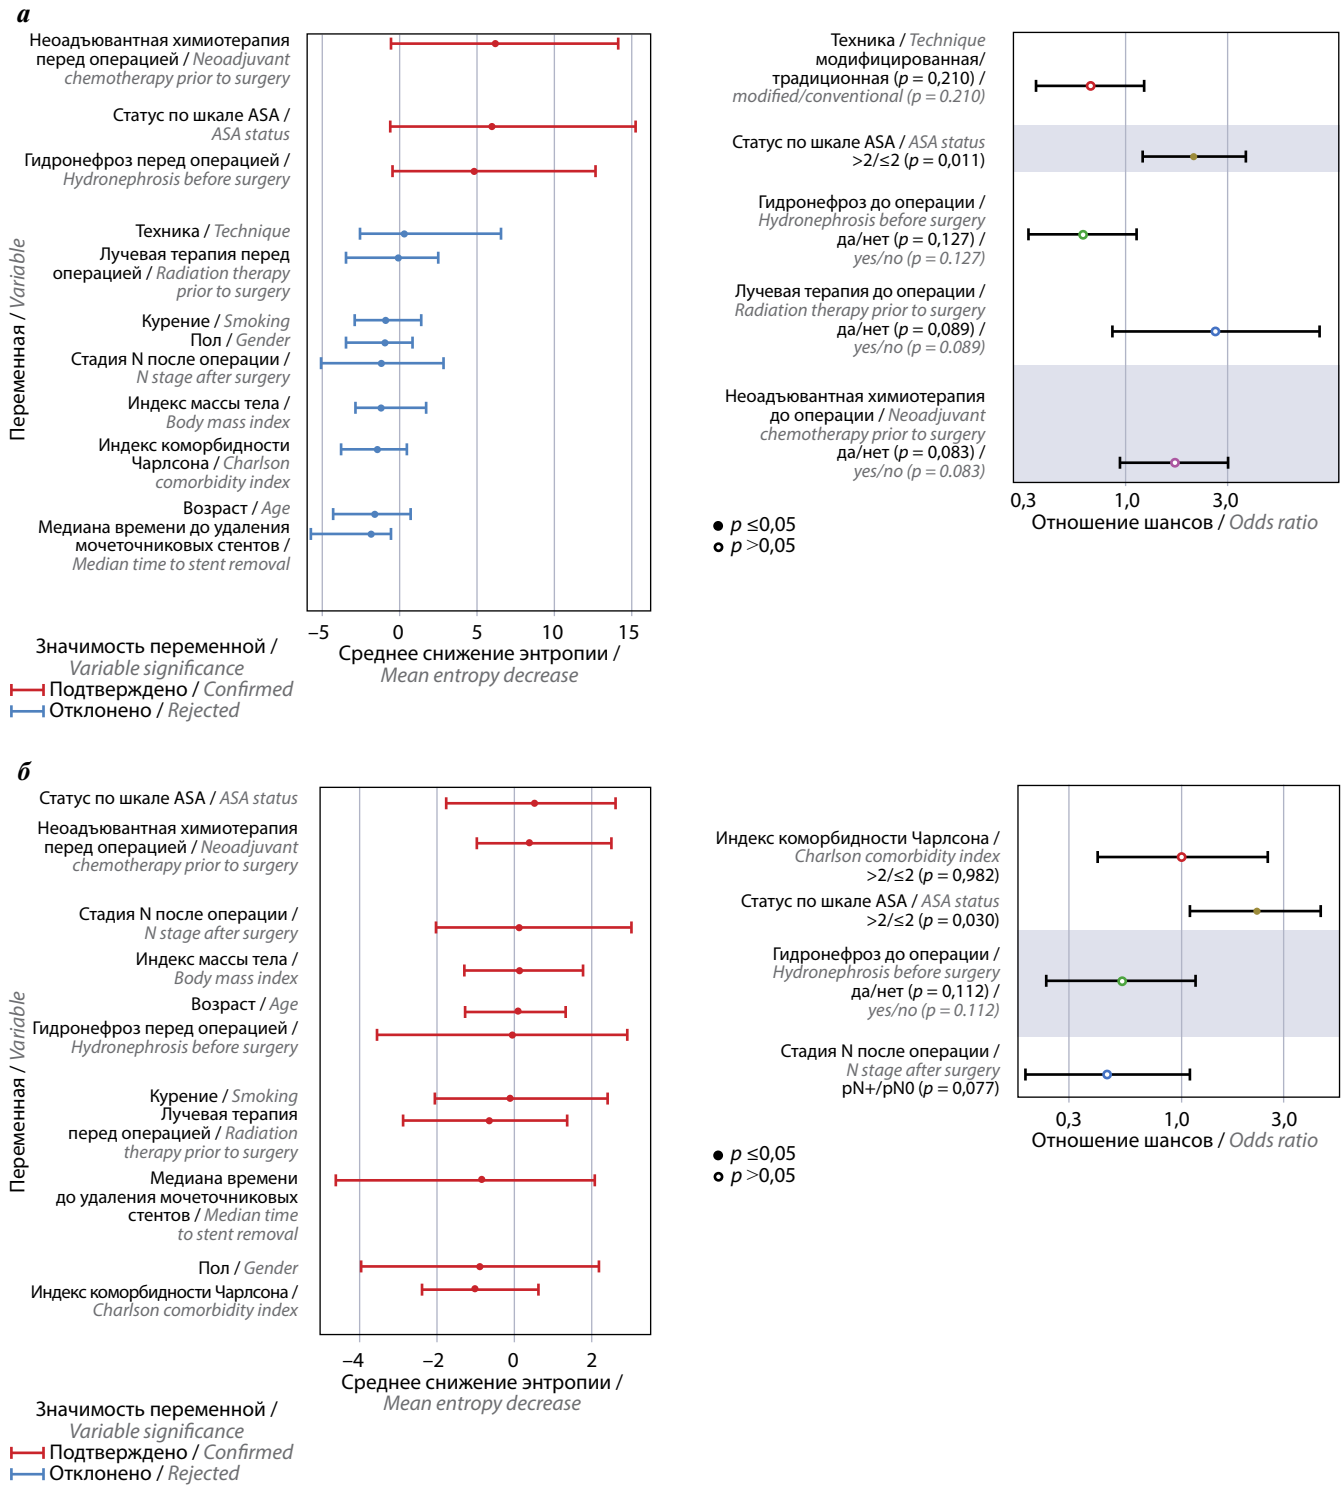 а
Неоадъювантная химиотерапия
перед операцией / Neoadjuvant
chemotherapy prior to surgery
Статус по шкале ASA /
ASA status
Гидронефроз перед операцией /
Hydronephrosis before surgery
Техника / Technique
Лучевая терапия перед
операцией / Radiation therapy
prior to surgery
Курение / Smoking
Пол / Gender
Стадия N после операции /
N stage after surgery
Индекс массы тела /
Body mass index
Индекс коморбидности
Чарлсона / Charlson
comorbidity index
Возраст / Age
Медиана времени до удаления
мочеточниковых стентов /
Median time to stent removal
Переменная / Variable
−5 0 5 10 15
Среднее снижение энтропии /
Mean entropy decrease
Значимость переменной /
Variable significance
Подтверждено / Confirmed
Отклонено / Rejected
Техника / Technique
модифицированная/
традиционная (p = 0,210) /
modified/conventional (p = 0.210)
Статус по шкале ASA / ASA status
>2/≤2 (p = 0,011)
Гидронефроз до операции /
Hydronephrosis before surgery
да/нет (p = 0,127) /
yes/no (p = 0.127)
Лучевая терапия до операции /
Radiation therapy prior to surgery
да/нет (p = 0,089) /
yes/no (p = 0.089)
Неоадъювантная химиотерапия
до операции / Neoadjuvant
chemotherapy prior to surgery
да/нет (p = 0,083) /
yes/no (p = 0.083)
0,3 1,0 3,0
Отношение шансов / Odds ratio
p ≤0,05
p >0,05
б
Статус по шкале ASA / ASA status
Неоадъювантная химиотерапия
перед операцией / Neoadjuvant
chemotherapy prior to surgery
Стадия N после операции /
N stage after surgery
Индекс массы тела /
Body mass index
Возраст / Age
Гидронефроз перед операцией /
Hydronephrosis before surgery
Курение / Smoking
Лучевая терапия
перед операцией / Radiation
therapy prior to surgery
Медиана времени
до удаления мочеточниковых
стентов / Median time
to stent removal
Пол / Gender
Индекс коморбидности Чарлсона /
Charlson comorbidity index
Переменная / Variable
−4 −2 0 2
Среднее снижение энтропии /
Mean entropy decrease
Значимость переменной /
Variable significance
Подтверждено / Confirmed
Отклонено / Rejected
Индекс коморбидности Чарлсона /
Charlson comorbidity index
>2/≤2 (p = 0,982)
Статус по шкале ASA / ASA status
>2/≤2 (p = 0,030)
Гидронефроз до операции /
Hydronephrosis before surgery
да/нет (p = 0,112) /
yes/no (p = 0.112)
Стадия N после операции /
N stage after surgery
pN+/pN0 (p = 0,077)
0,3 1,0 3,0
Отношение шансов / Odds ratio
p ≤0,05
p >0,05